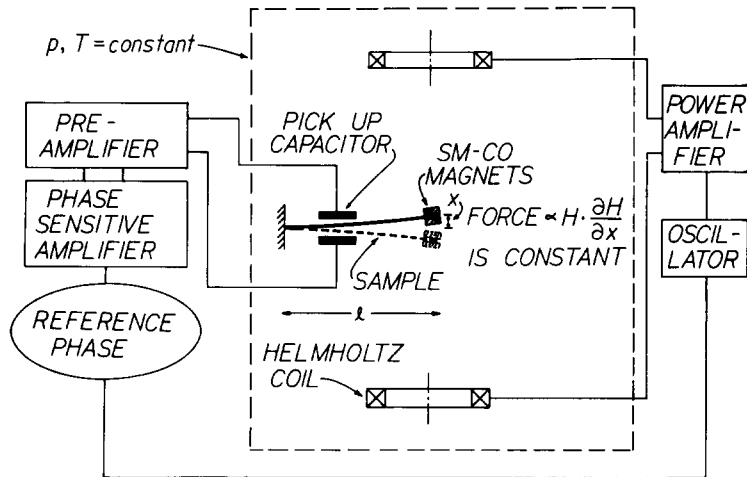 p, T = constant
PRE-
AMPLIFIER
PHASE
SENSITIVE
AMPLIFIER
REFERENCE
PHASE
PICK UP
CAPACITOR
SM-CO
MAGNETS
x
FORCE ∝ H · ∂H/∂x
IS CONSTANT
SAMPLE
ℓ
HELMHOLTZ
COIL
POWER
AMPLI-
FIER
OSCIL-
LATOR